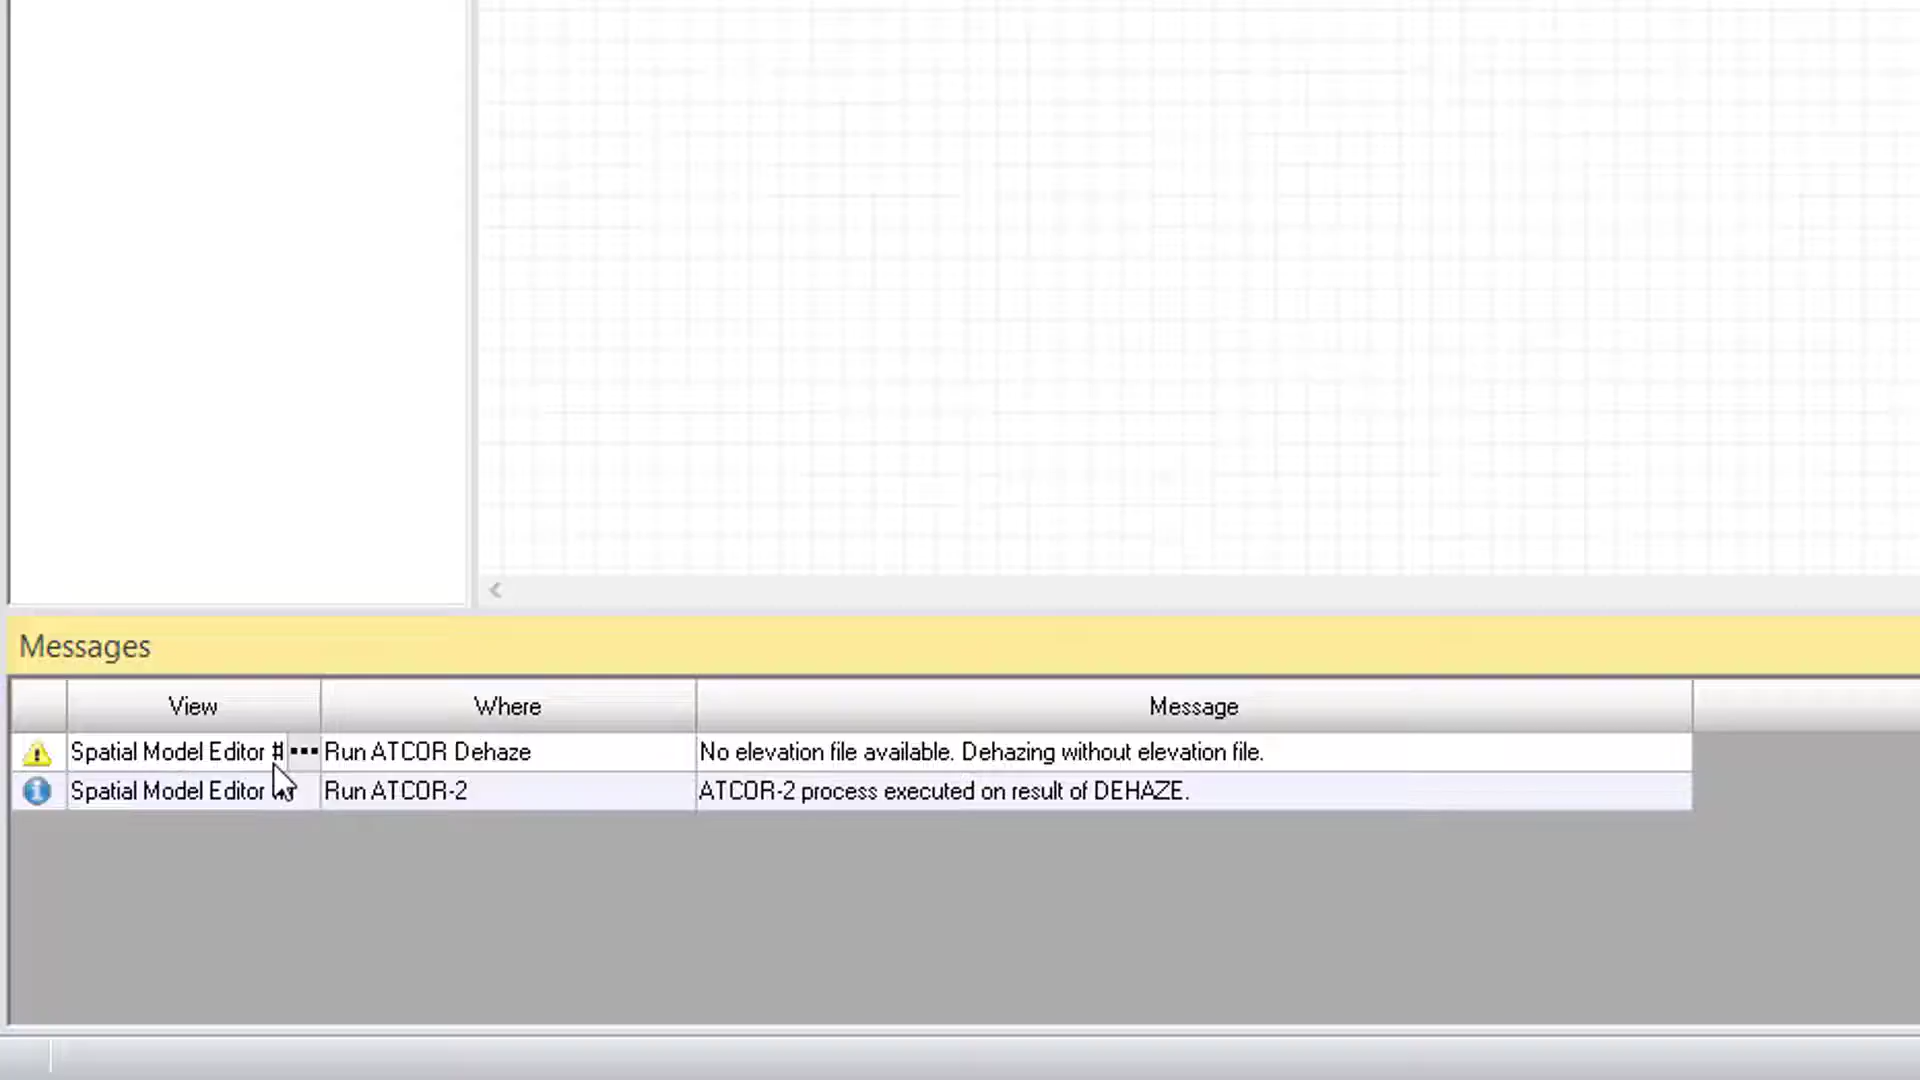 Messages
View Where Message
Spatial Model Editor # ... Run ATCOR Dehaze No elevation file available. Dehazing without elevation file.
Spatial Model Editor Run ATCOR-2 ATCOR-2 process executed on result of DEHAZE.